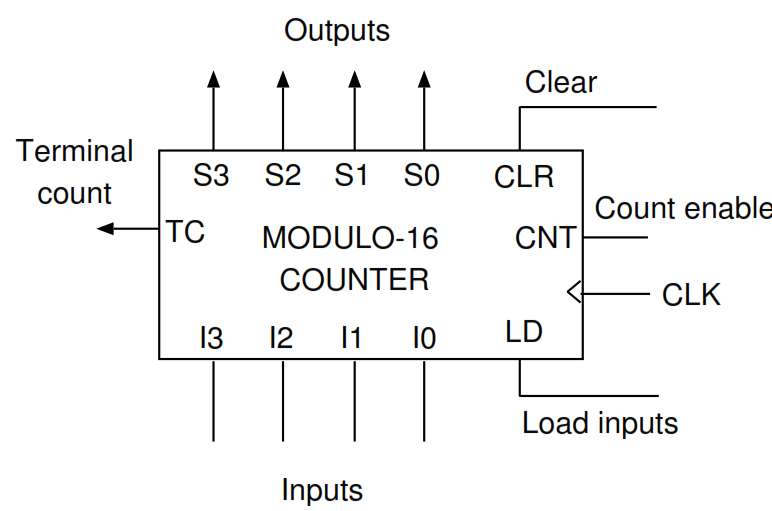 Outputs
Clear
Terminal
count
S3 S2 S1 S0 CLR
Count enable
TC MODULO-16 CNT
COUNTER
CLK
I3 I2 I1 I0 LD
Load inputs
Inputs